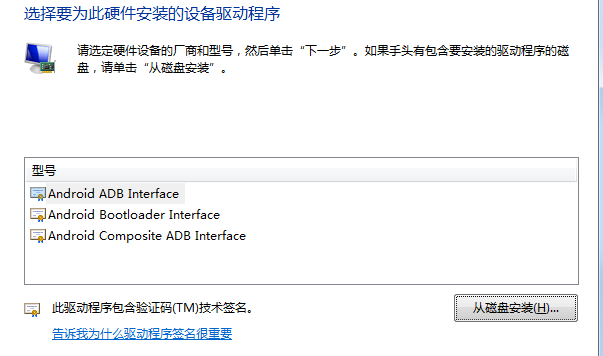 选择要为此硬件安装的设备驱动程序
请选定硬件设备的厂商和型号，然后单击“下一步”。如果手头有包含要安装的驱动程序的磁
盘，请单击“从磁盘安装”。
型号
Android ADB Interface
Android Bootloader Interface
Android Composite ADB Interface
此驱动程序包含验证码(TM)技术签名。
从磁盘安装(H)...
告诉我为什么驱动程序签名很重要